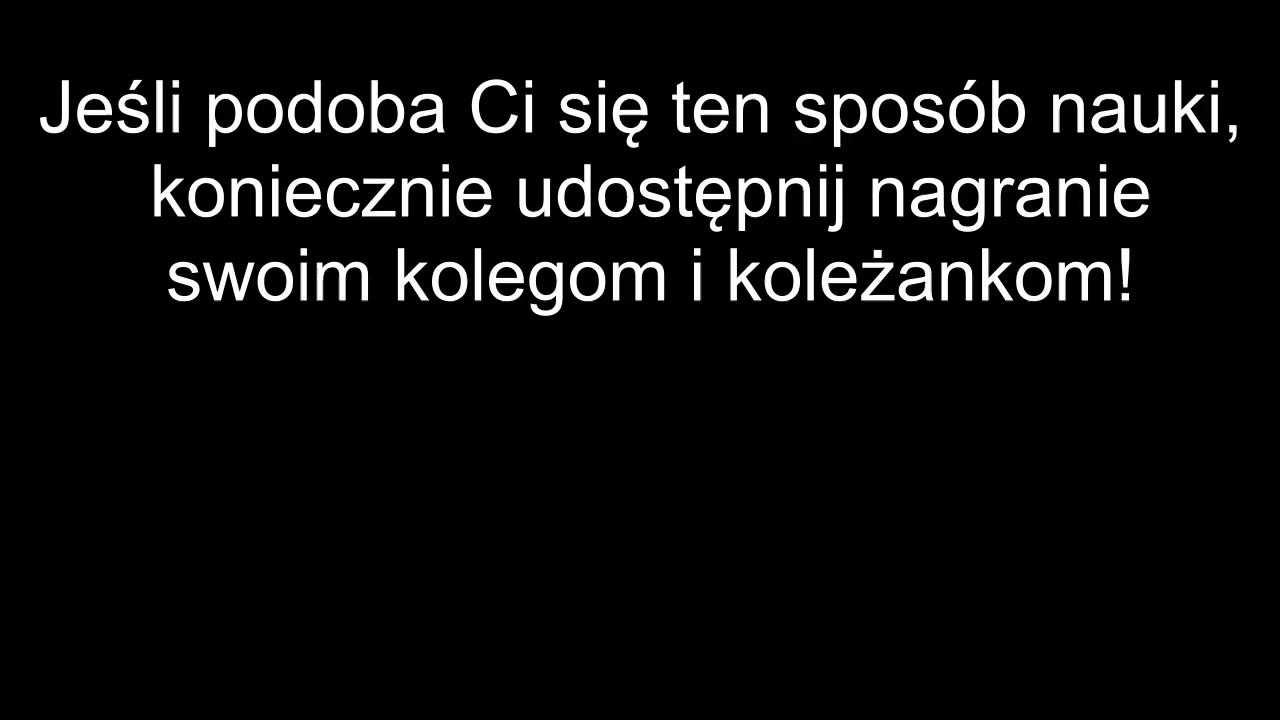 Jeśli podoba Ci się ten sposób nauki,
koniecznie udostępnij nagranie
swoim kolegom i koleżankom!